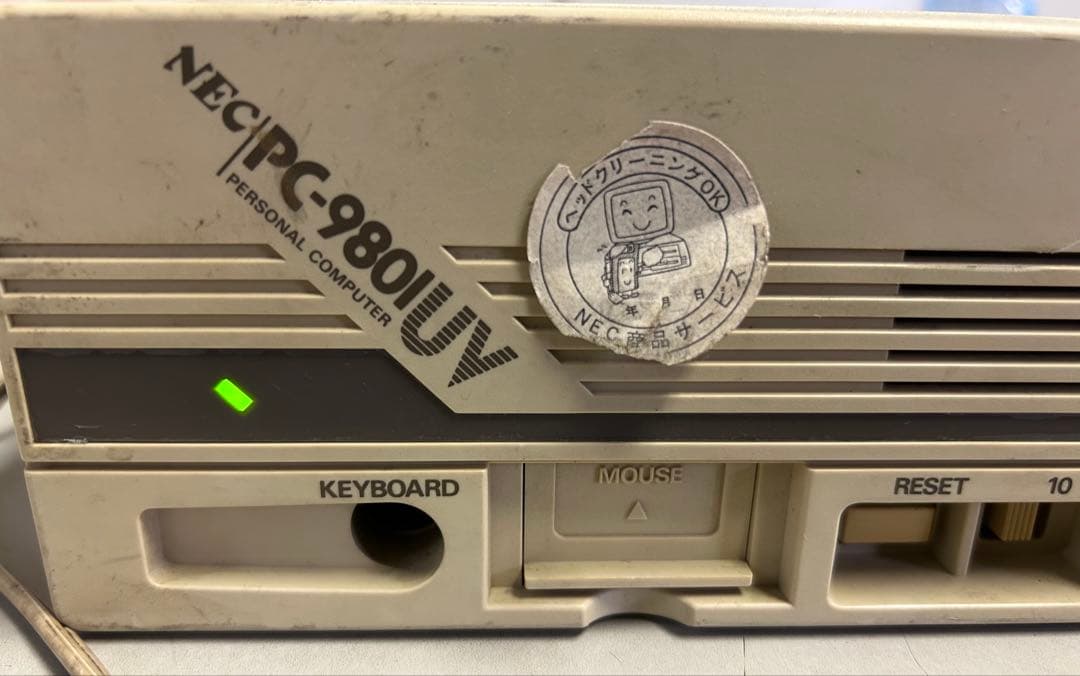 NEC PC-9801UV
PERSONAL COMPUTER
ヘッドクリーニングOK
年 月 日
NEC商品サービス
KEYBOARD
MOUSE
RESET
10